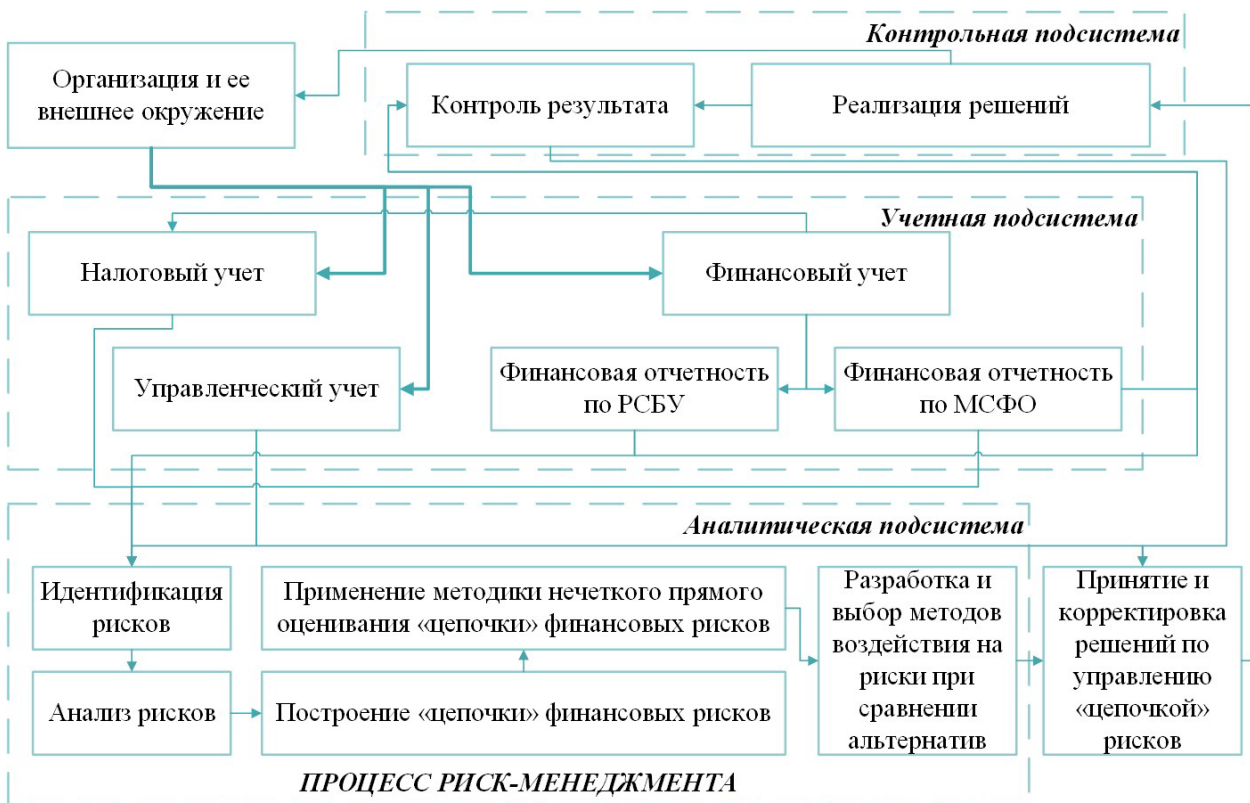 Контрольная подсистема
Организация и ее
внешнее окружение
Контроль результата
Реализация решений
Учетная подсистема
Налоговый учет
Финансовый учет
Управленческий учет
Финансовая отчетность
по РСБУ
Финансовая отчетность
по МСФО
Аналитическая подсистема
Идентификация
рисков
Применение методики нечеткого прямого
оценивания «цепочки» финансовых рисков
Разработка и
выбор методов
воздействия на
риски при
сравнении
альтернатив
Принятие и
корректировка
решений по
управлению
«цепочкой»
рисков
Анализ рисков
Построение «цепочки» финансовых рисков
ПРОЦЕСС РИСК-МЕНЕДЖМЕНТА